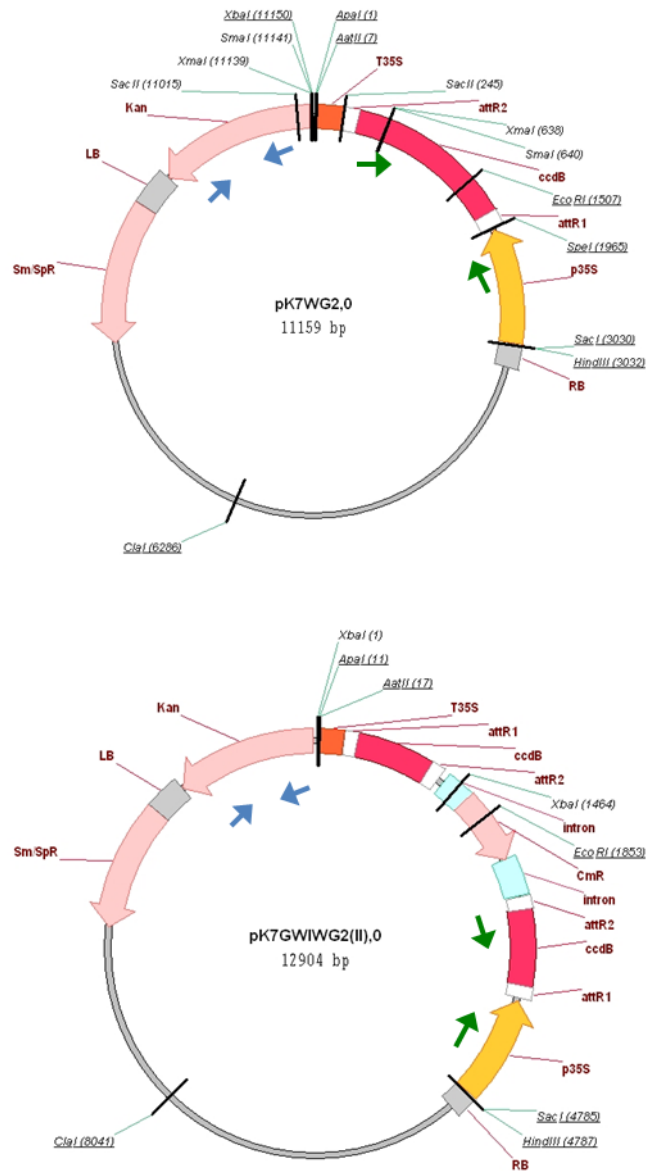 XbaI (11150)
ApaI (1)
SmaI (11141)
AatII (7)
XmaI (11139)
T35S
SacII (11015)
SacII (245)
Kan
attR2
XmaI (638)
SmaI (640)
LB
ccdB
EcoRI (1507)
attR1
SpeI (1965)
Sm/SpR
p35S
pK7WG2,0
11159 bp
SacI (3030)
HindIII (3032)
RB
ClaI (6286)
XbaI (1)
ApaI (11)
AatII (17)
Kan
T35S
attR1
ccdB
LB
attR2
XbaI (1464)
intron
Sm/SpR
EcoRI (1853)
CmR
intron
attR2
pK7GWIWG2(II),0
ccdB
12904 bp
attR1
p35S
SacI (4785)
ClaI (8041)
HindIII (4787)
RB